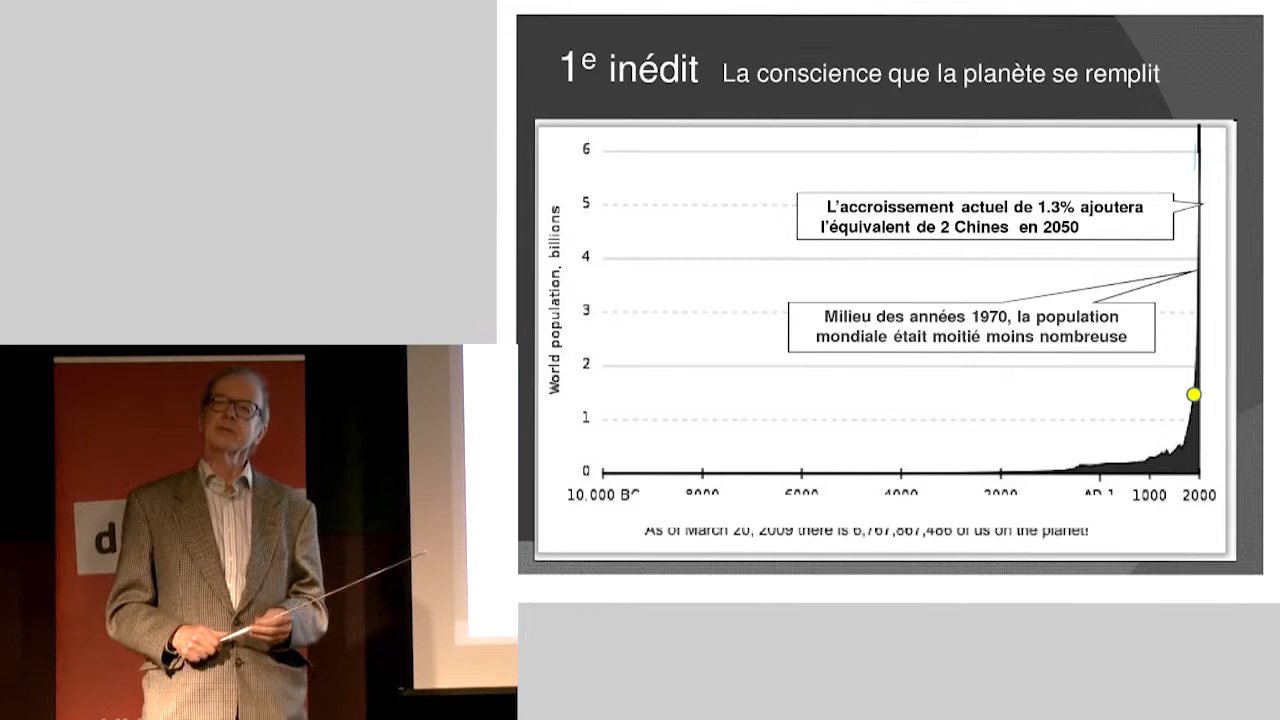 1e inédit La conscience que la planète se remplit
6
5
4
3
2
1
0
World population, billions
L'accroissement actuel de 1.3% ajoutera
l'équivalent de 2 Chines en 2050
Milieu des années 1970, la population
mondiale était moitié moins nombreuse
10,000 BC 8000 6000 4000 2000 AD 1 1000 2000
As of March 20, 2009 there is 6,767,867,486 of us on the planet!
d